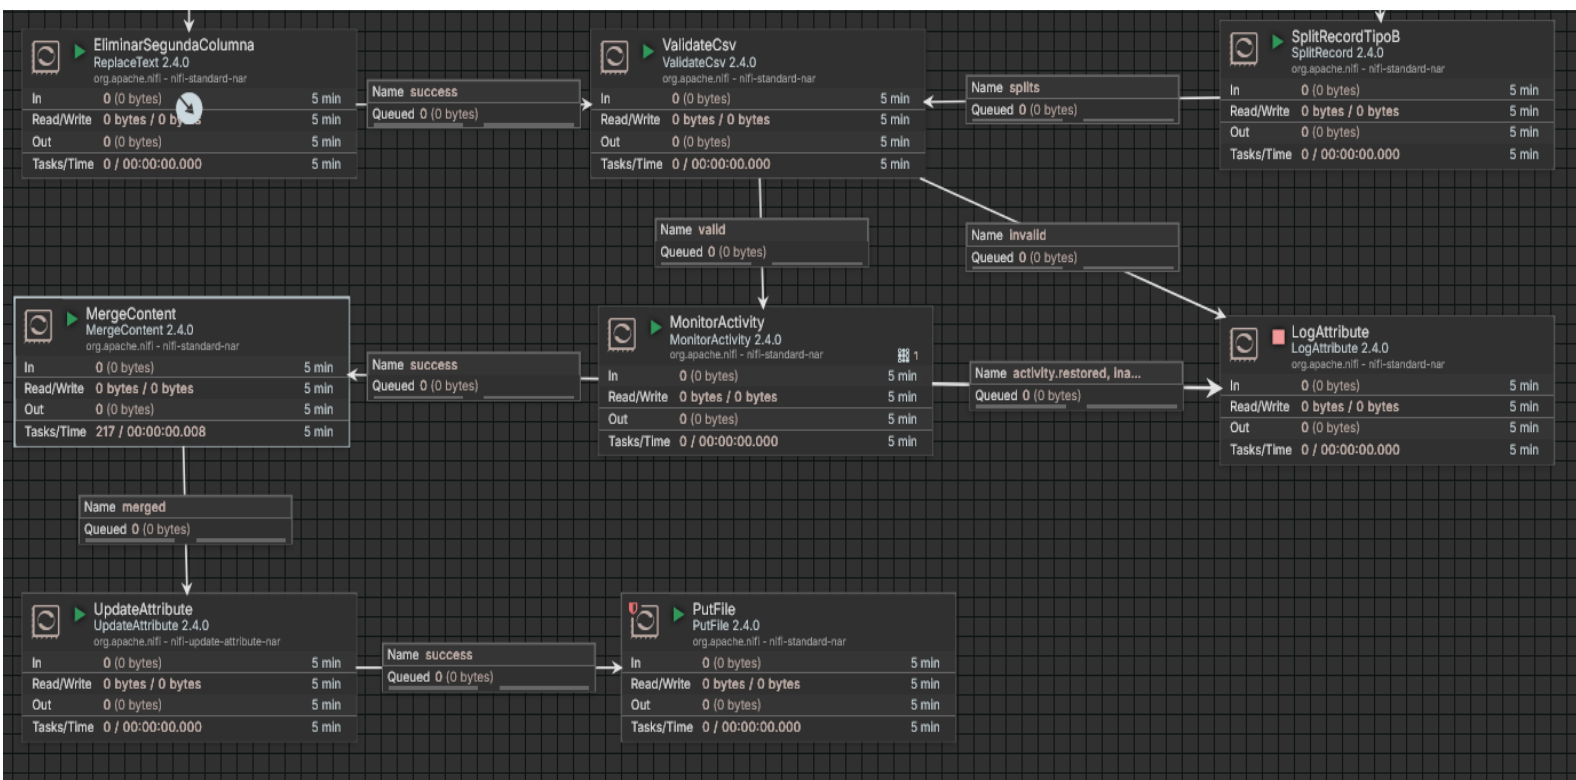 EliminarSegundaColumna
ReplaceText 2.4.0
org.apache.nifi - nifi-standard-nar
In 0 (0 bytes) 5 min
Read/Write 0 bytes / 0 bytes 5 min
Out 0 (0 bytes) 5 min
Tasks/Time 0 / 00:00:00.000 5 min
Name success
Queued 0 (0 bytes)
ValidateCsv
ValidateCsv 2.4.0
org.apache.nifi - nifi-standard-nar
In 0 (0 bytes) 5 min
Read/Write 0 bytes / 0 bytes 5 min
Out 0 (0 bytes) 5 min
Tasks/Time 0 / 00:00:00.000 5 min
Name splits
Queued 0 (0 bytes)
SplitRecordTipoB
SplitRecord 2.4.0
org.apache.nifi - nifi-standard-nar
In 0 (0 bytes) 5 min
Read/Write 0 bytes / 0 bytes 5 min
Out 0 (0 bytes) 5 min
Tasks/Time 0 / 00:00:00.000 5 min
Name valid
Queued 0 (0 bytes)
Name invalid
Queued 0 (0 bytes)
MergeContent
MergeContent 2.4.0
org.apache.nifi - nifi-standard-nar
In 0 (0 bytes) 5 min
Read/Write 0 bytes / 0 bytes 5 min
Out 0 (0 bytes) 5 min
Tasks/Time 217 / 00:00:00.008 5 min
Name success
Queued 0 (0 bytes)
MonitorActivity
MonitorActivity 2.4.0
org.apache.nifi - nifi-standard-nar
1
In 0 (0 bytes) 5 min
Read/Write 0 bytes / 0 bytes 5 min
Out 0 (0 bytes) 5 min
Tasks/Time 0 / 00:00:00.000 5 min
Name activity.restored, ina...
Queued 0 (0 bytes)
LogAttribute
LogAttribute 2.4.0
org.apache.nifi - nifi-standard-nar
In 0 (0 bytes) 5 min
Read/Write 0 bytes / 0 bytes 5 min
Out 0 (0 bytes) 5 min
Tasks/Time 0 / 00:00:00.000 5 min
Name merged
Queued 0 (0 bytes)
UpdateAttribute
UpdateAttribute 2.4.0
org.apache.nifi - nifi-update-attribute-nar
In 0 (0 bytes) 5 min
Read/Write 0 bytes / 0 bytes 5 min
Out 0 (0 bytes) 5 min
Tasks/Time 0 / 00:00:00.000 5 min
Name success
Queued 0 (0 bytes)
PutFile
PutFile 2.4.0
org.apache.nifi - nifi-standard-nar
In 0 (0 bytes) 5 min
Read/Write 0 bytes / 0 bytes 5 min
Out 0 (0 bytes) 5 min
Tasks/Time 0 / 00:00:00.000 5 min